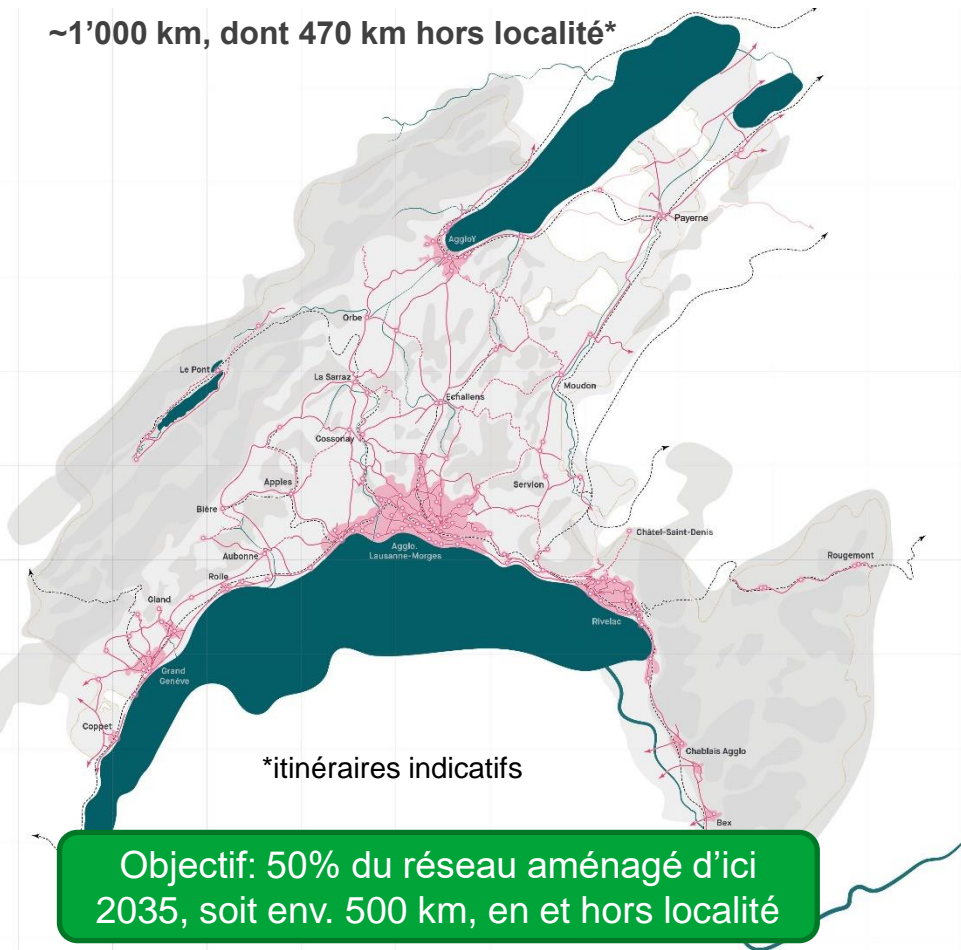 ~1’000 km, dont 470 km hors localité*
Payerne
AggloY
Orbe
Le Pont
La Sarraz
Moudon
Echallens
Cossonay
Apples
Servion
Bière
Châtel-Saint-Denis
Agglo.
Lausanne-Morges
Aubonne
Rougemont
Rolle
Gland
Rivelac
Grand
Genève
Coppet
Chablais Agglo
*itinéraires indicatifs
Bex
Objectif: 50% du réseau aménagé d’ici
2035, soit env. 500 km, en et hors localité